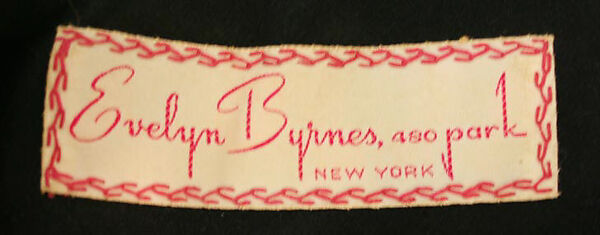 Evelyn Byrnes, 480 park
NEW YORK